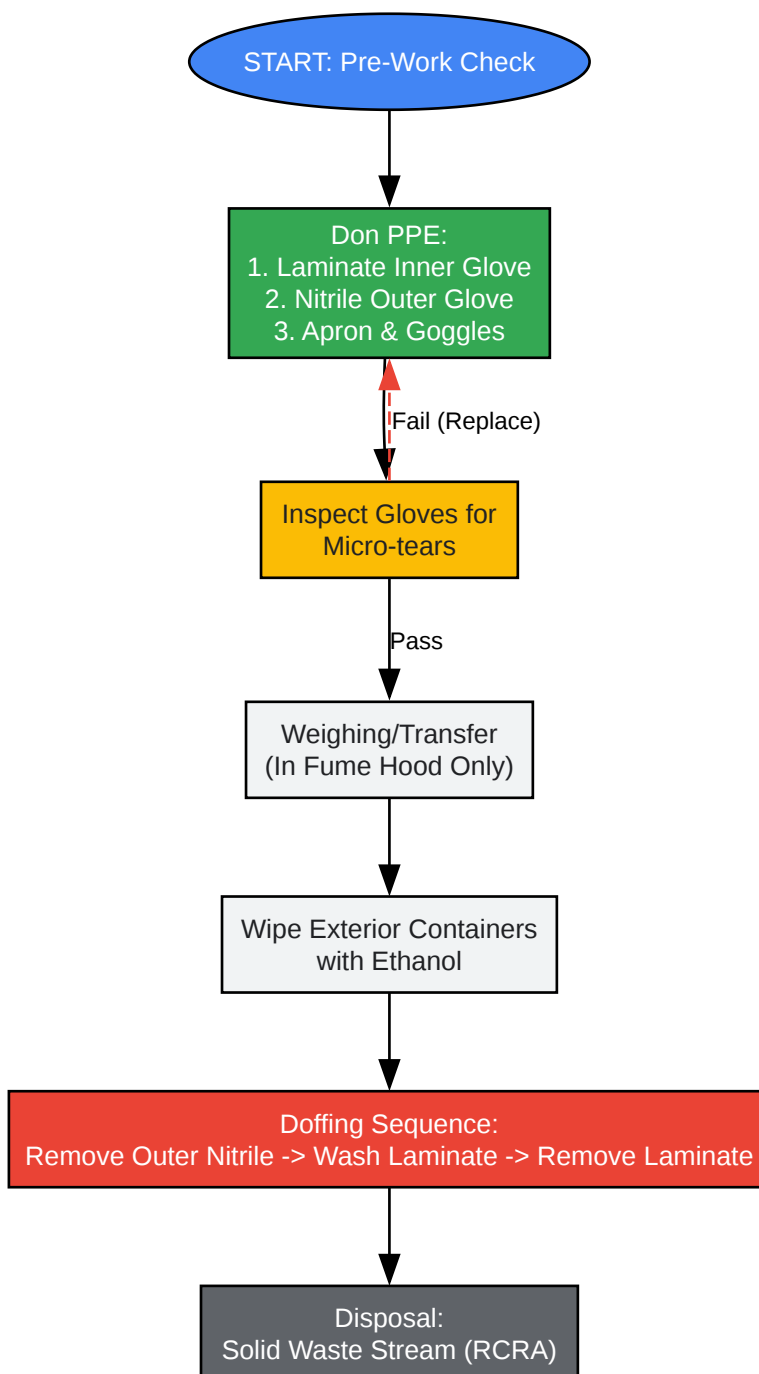 START: Pre-Work Check
Don PPE:
1. Laminate Inner Glove
2. Nitrile Outer Glove
3. Apron & Goggles
Fail (Replace)
Inspect Gloves for
Micro-tears
Pass
Weighing/Transfer
(In Fume Hood Only)
Wipe Exterior Containers
with Ethanol
Doffing Sequence:
Remove Outer Nitrile -> Wash Laminate -> Remove Laminate
Disposal:
Solid Waste Stream (RCRA)